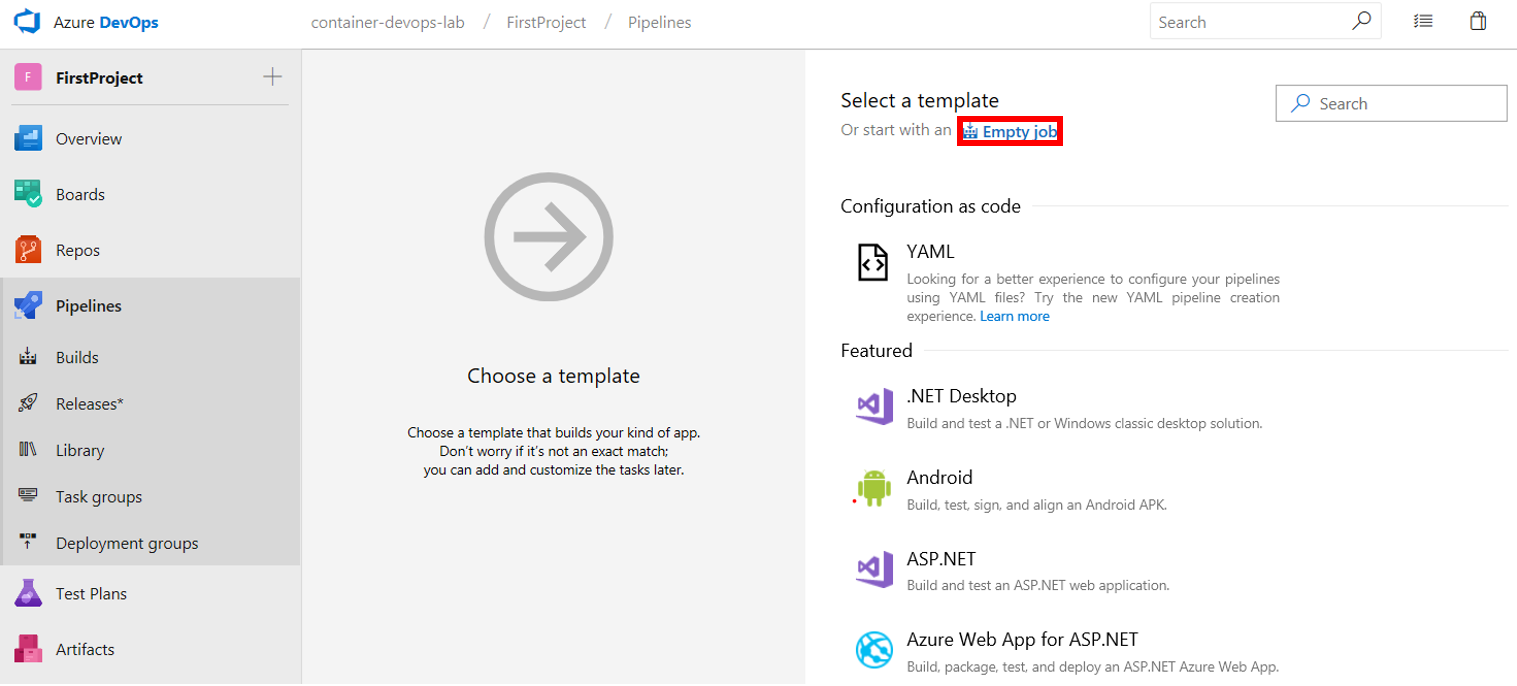 Azure DevOps
container-devops-lab / FirstProject / Pipelines
Search
F
FirstProject
Overview
Boards
Repos
Pipelines
Builds
Releases*
Library
Task groups
Deployment groups
Test Plans
Artifacts
Choose a template
Choose a template that builds your kind of app.
Don't worry if it's not an exact match;
you can add and customize the tasks later.
Select a template
Or start with an Empty job
Search
Configuration as code
YAML
Looking for a better experience to configure your pipelines
using YAML files? Try the new YAML pipeline creation
experience. Learn more
Featured
.NET Desktop
Build and test a .NET or Windows classic desktop solution.
Android
Build, test, sign, and align an Android APK.
ASP.NET
Build and test an ASP.NET web application.
Azure Web App for ASP.NET
Build, package, test, and deploy an ASP.NET Azure Web App.